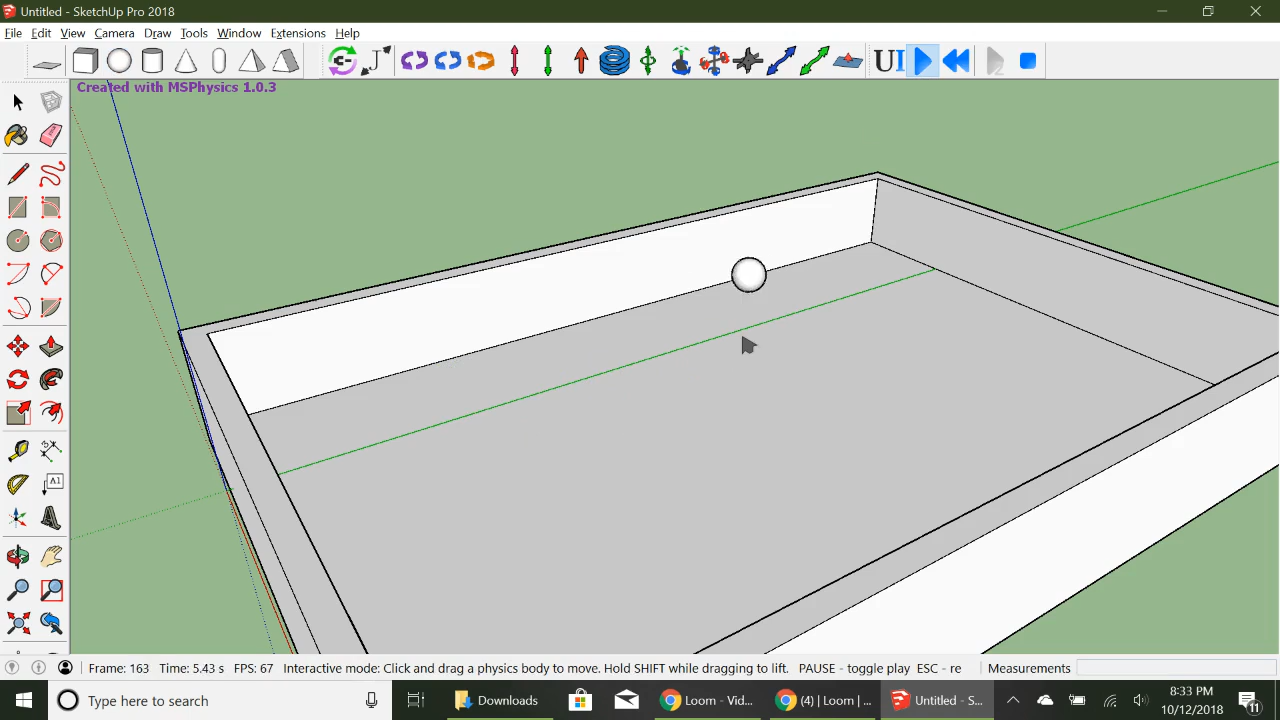 Untitled - SketchUp Pro 2018
File Edit View Camera Draw Tools Window Extensions Help
UI
Created with MSPhysics 1.0.3
Frame: 163 Time: 5.43 s FPS: 67 Interactive mode: Click and drag a physics body to move. Hold SHIFT while dragging to lift. PAUSE - toggle play ESC - re Measurements
Type here to search
Downloads
Loom - Vid...
(4) | Loom | ...
Untitled - S...
8:33 PM
10/12/2018
11